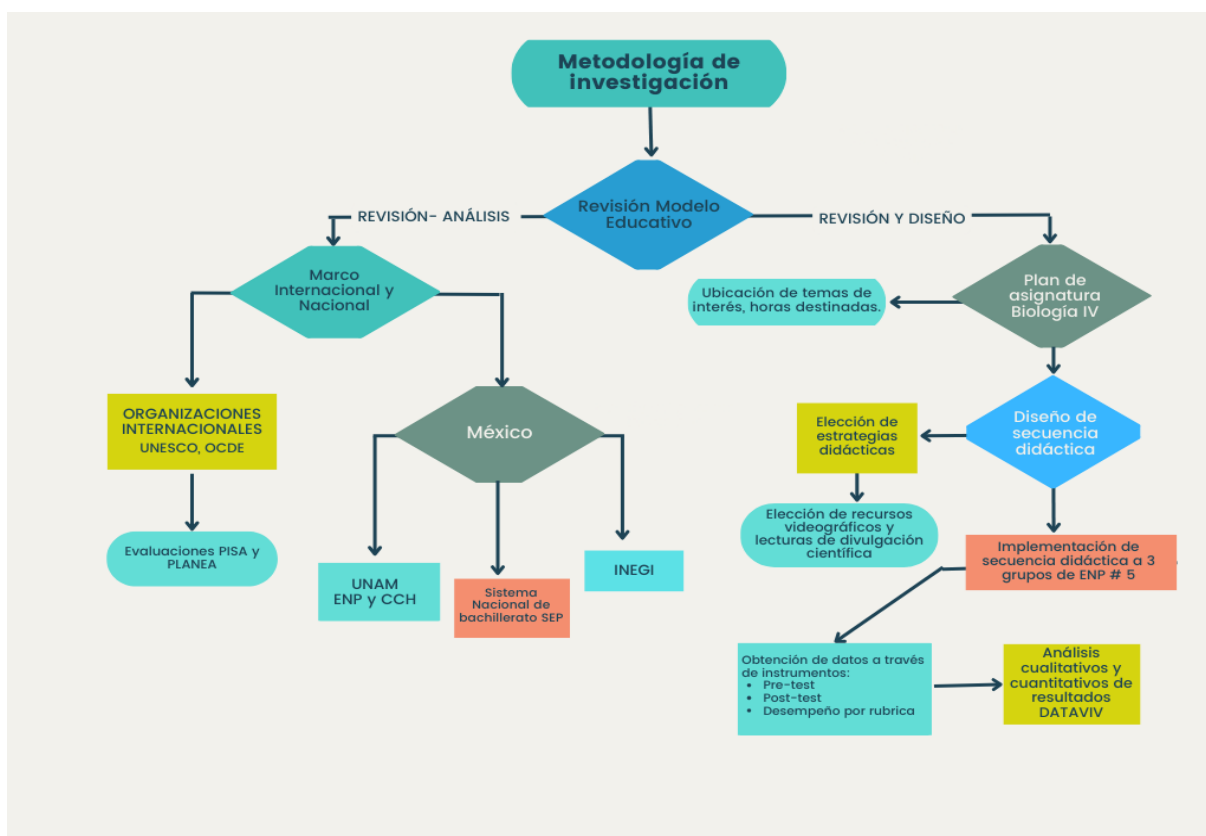 Metodología de
investigación
Revisión Modelo
Educativo
REVISIÓN- ANÁLISIS
REVISIÓN Y DISEÑO
Marco
Internacional y
Nacional
Plan de
asignatura
Biología IV
Ubicación de temas de
interés, horas destinadas.
ORGANIZACIONES
INTERNACIONALES
UNESCO, OCDE
México
Elección de
estrategias
didácticas
Diseño de
secuencia
didáctica
Evaluaciones PISA y
PLANEA
Elección de recursos
videográficos y
lecturas de divulgación
científica
Implementación de
secuencia didáctica a 3
grupos de ENP # 5
UNAM
ENP y CCH
Sistema
Nacional de
bachillerato SEP
INEGI
Obtención de datos a través
de instrumentos:
• Pre-test
• Post-test
• Desempeño por rubrica
Análisis
cualitativos y
cuantitativos de
resultados
DATAVIV